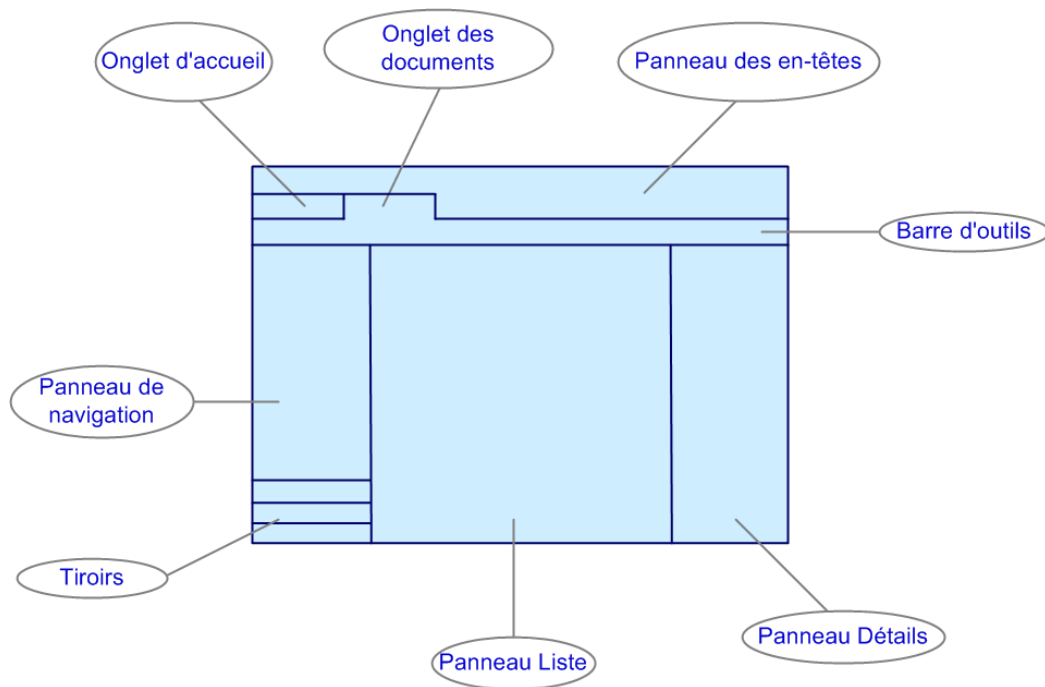 Onglet d'accueil
Onglet des
documents
Panneau des en-têtes
Barre d'outils
Panneau de
navigation
Tiroirs
Panneau Liste
Panneau Détails